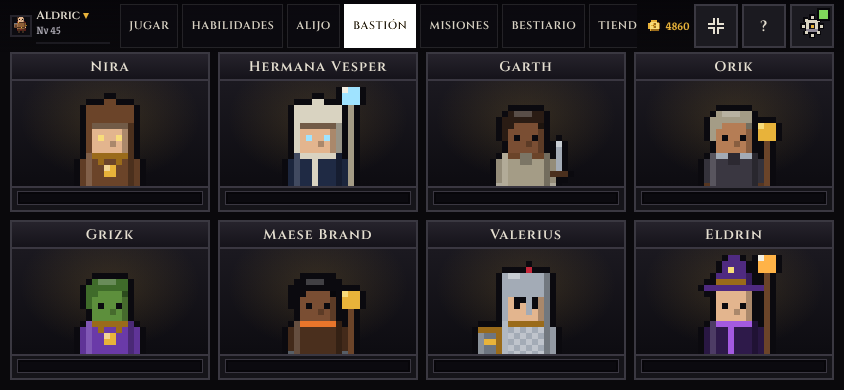 ALDRIC ▾
Nv 45
JUGAR
HABILIDADES
ALIJO
BASTIÓN
MISIONES
BESTIARIO
TIEND
4860
?
NIRA
HERMANA VESPER
GARTH
ORIK
GRIZK
MAESE BRAND
VALERIUS
ELDRIN